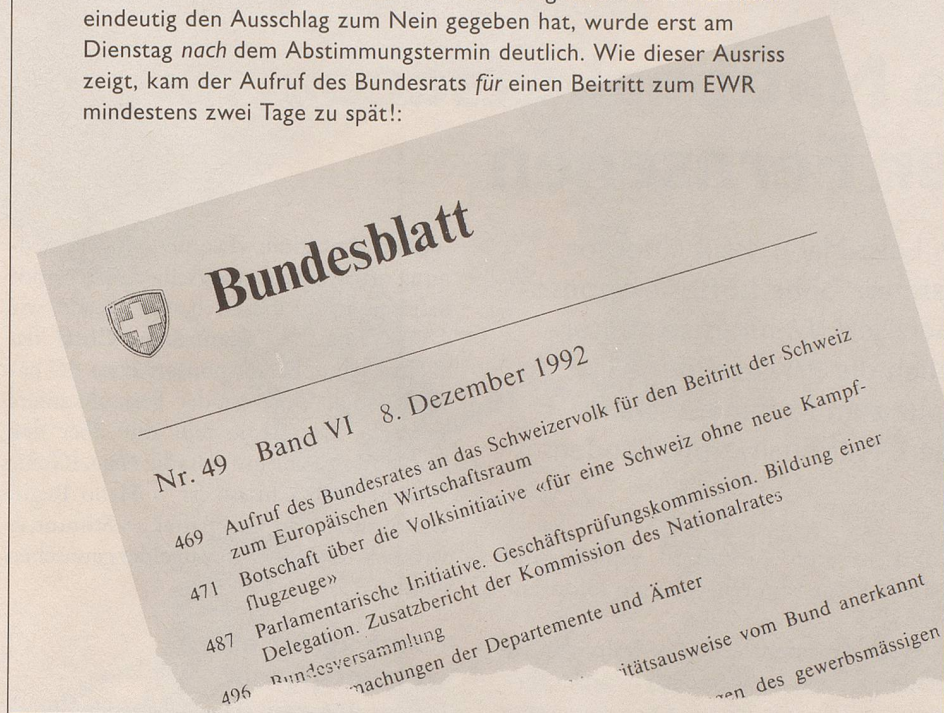 eindeutig den Ausschlag zum Nein gegeben hat, wurde erst am
Dienstag nach dem Abstimmungstermin deutlich. Wie dieser Ausriss
zeigt, kam der Aufruf des Bundesrats für einen Beitritt zum EWR
mindestens zwei Tage zu spät!:
Bundesblatt
Nr. 49 Band VI 8. Dezember 1992
469 Aufruf des Bundesrates an das Schweizervolk für den Beitritt der Schweiz
zum Europäischen Wirtschaftsraum
471 Botschaft über die Volksinitiative «für eine Schweiz ohne neue Kampf-
flugzeuge»
487 Parlamentarische Initiative. Geschäftsprüfungskommission. Bildung einer
Delegation. Zusatzbericht der Kommission des Nationalrates
496 Bundesversammlung
machungen der Departemente und Ämter
itätsausweise vom Bund anerkannt
gen des gewerbsmässigen